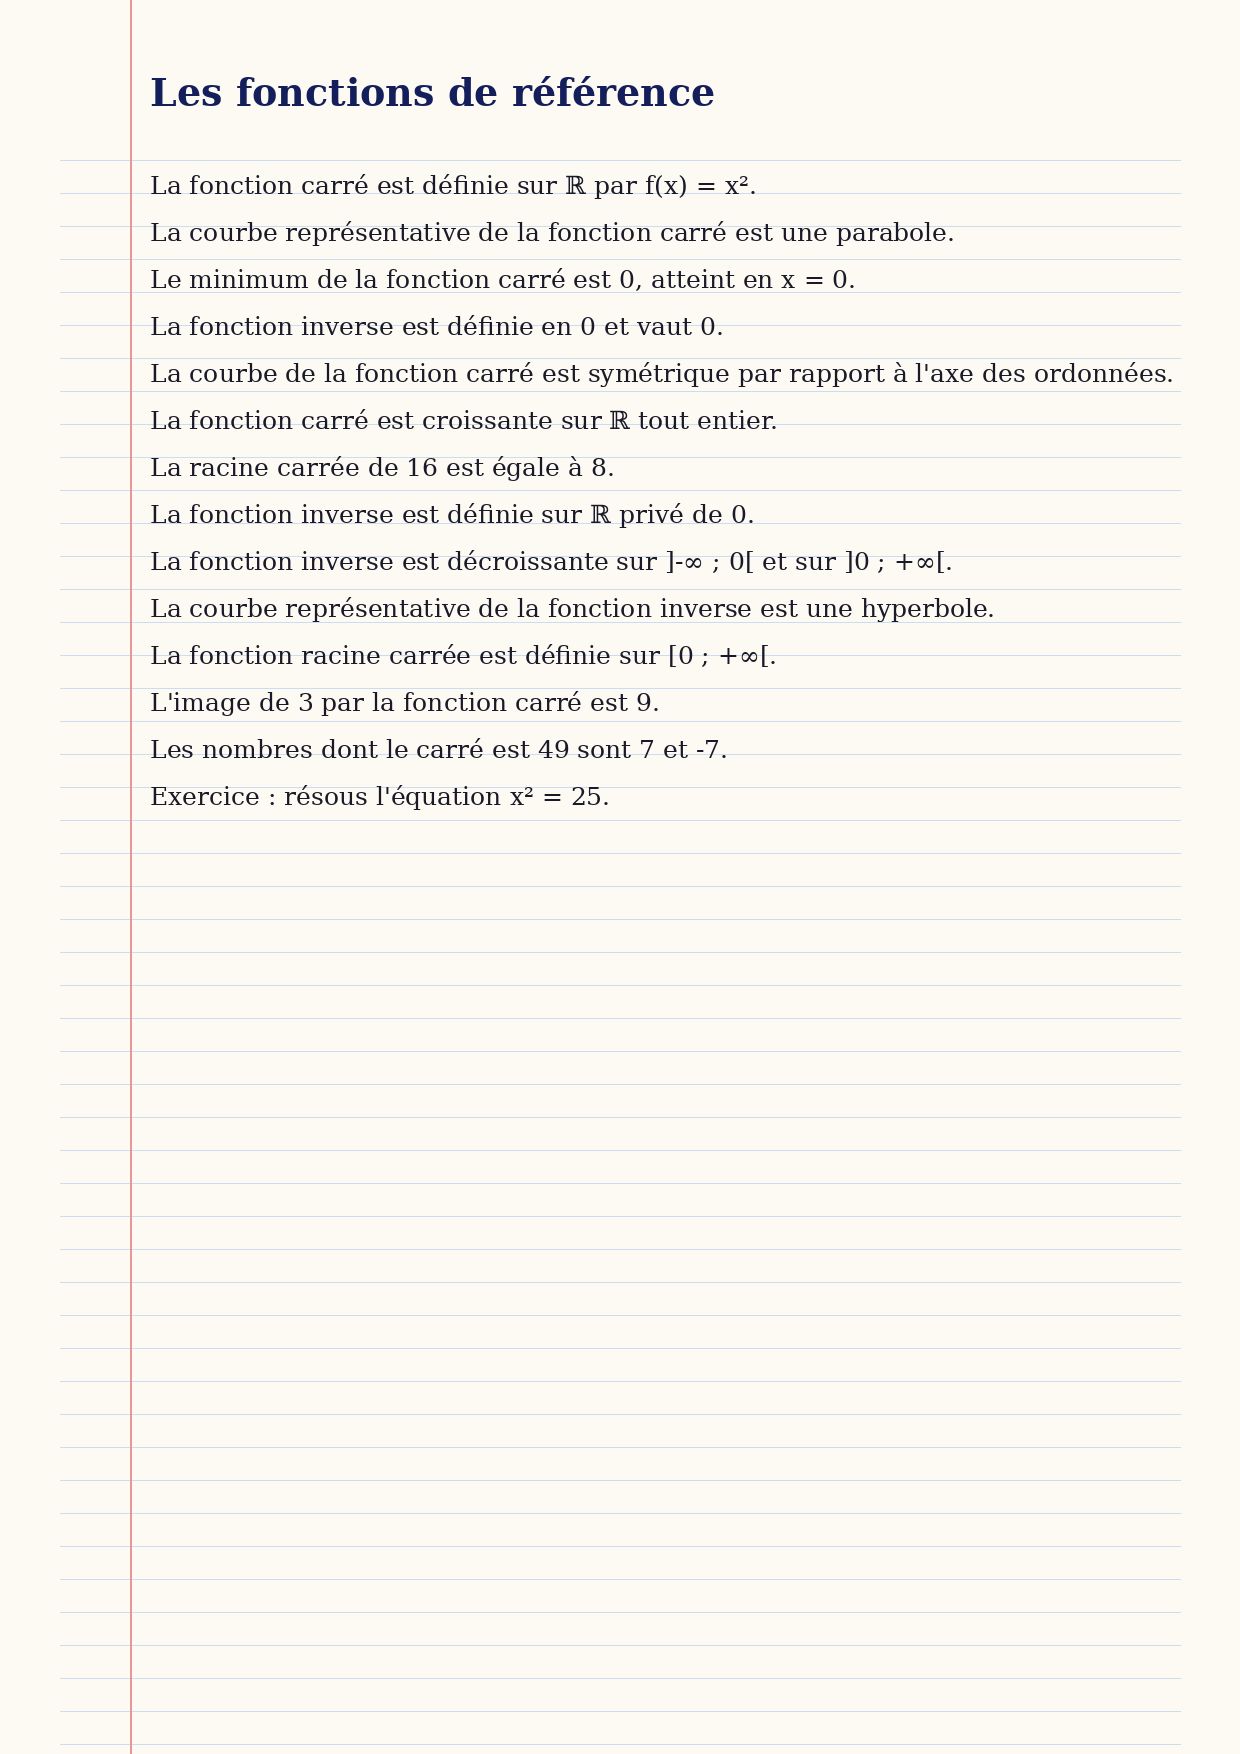 Les fonctions de référence
La fonction carré est définie sur ℝ par f(x) = x².
La courbe représentative de la fonction carré est une parabole.
Le minimum de la fonction carré est 0, atteint en x = 0.
La fonction inverse est définie en 0 et vaut 0.
La courbe de la fonction carré est symétrique par rapport à l'axe des ordonnées.
La fonction carré est croissante sur ℝ tout entier.
La racine carrée de 16 est égale à 8.
La fonction inverse est définie sur ℝ privé de 0.
La fonction inverse est décroissante sur ]-∞ ; 0[ et sur ]0 ; +∞[.
La courbe représentative de la fonction inverse est une hyperbole.
La fonction racine carrée est définie sur [0 ; +∞[.
L'image de 3 par la fonction carré est 9.
Les nombres dont le carré est 49 sont 7 et -7.
Exercice : résous l'équation x² = 25.